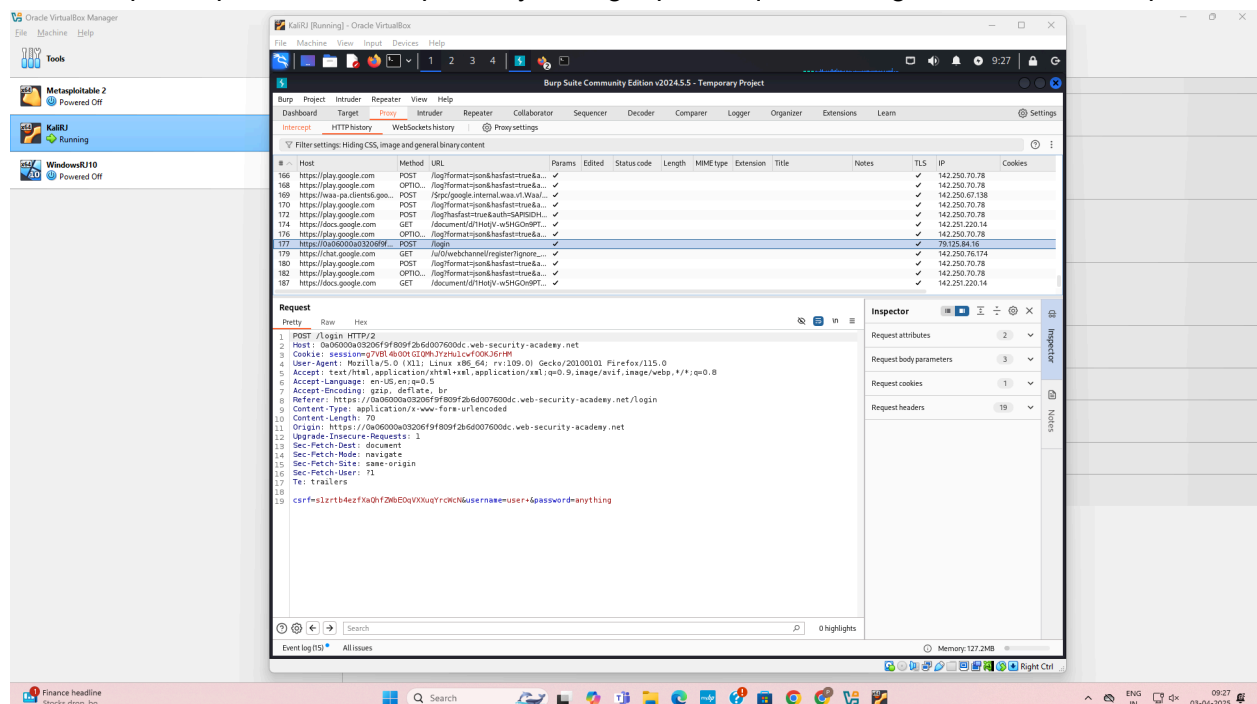 Oracle VirtualBox Manager
File Machine Help
Tools
Metasploitable 2
Powered Off
KaliRJ
Running
WindowsRJ10
Powered Off
KaliRJ [Running] - Oracle VirtualBox
File Machine View Input Devices Help
1 2 3 4
9:27
Burp Suite Community Edition v2024.5.5 - Temporary Project
Burp Project Intruder Repeater View Help
Dashboard Target Proxy Intruder Repeater Collaborator Sequencer Decoder Comparer Logger Organizer Extensions Learn Settings
Intercept HTTP history WebSockets history Proxy settings
Filter settings: Hiding CSS, image and general binary content
# Host Method URL Params Edited Status code Length MIME type Extension Title Notes TLS IP Cookies
166 https://play.google.com POST /log?format=json&hasfast=true&a... ✓ ✓ 142.250.70.78
168 https://play.google.com OPTIO... /log?format=json&hasfast=true&a... ✓ ✓ 142.250.70.78
169 https://waa-pa.clients6.goo... POST /$rpc/google.internal.waa.v1.Waa/... ✓ ✓ 142.250.67.138
170 https://play.google.com POST /log?format=json&hasfast=true&a... ✓ ✓ 142.250.70.78
172 https://play.google.com POST /log?hasfast=true&auth=SAPISIDH... ✓ ✓ 142.250.70.78
174 https://docs.google.com GET /document/d/1HotjV-w5HGOn9PT... ✓ ✓ 142.251.220.14
176 https://play.google.com OPTIO... /log?format=json&hasfast=true&a... ✓ ✓ 142.250.70.78
177 https://0a06000a03206f9f... POST /login ✓ ✓ 79.125.84.16
179 https://chat.google.com GET /u/0/webchannel/register?ignore_... ✓ ✓ 142.250.76.174
180 https://play.google.com POST /log?format=json&hasfast=true&a... ✓ ✓ 142.250.70.78
182 https://play.google.com OPTIO... /log?format=json&hasfast=true&a... ✓ ✓ 142.250.70.78
187 https://docs.google.com GET /document/d/1HotjV-w5HGOn9PT... ✓ ✓ 142.251.220.14
Request
Pretty Raw Hex
\n
1 POST /login HTTP/2
2 Host: 0a06000a03206f9f809f2b6d007600dc.web-security-academy.net
3 Cookie: session=g7VBl4b0OtGIQMhJYzHulcwfOOKJ6rHM
4 User-Agent: Mozilla/5.0 (X11; Linux x86_64; rv:109.0) Gecko/20100101 Firefox/115.0
5 Accept: text/html,application/xhtml+xml,application/xml;q=0.9,image/avif,image/webp,*/*;q=0.8
6 Accept-Language: en-US,en;q=0.5
7 Accept-Encoding: gzip, deflate, br
8 Referer: https://0a06000a03206f9f809f2b6d007600dc.web-security-academy.net/login
9 Content-Type: application/x-www-form-urlencoded
10 Content-Length: 70
11 Origin: https://0a06000a03206f9f809f2b6d007600dc.web-security-academy.net
12 Upgrade-Insecure-Requests: 1
13 Sec-Fetch-Dest: document
14 Sec-Fetch-Mode: navigate
15 Sec-Fetch-Site: same-origin
16 Sec-Fetch-User: ?1
17 Te: trailers
18
19 csrf=slzrtb4ezfXaQhfZWbEOqVXXuqYrcWcN&username=user+&password=anything
Inspector
Request attributes 2
Request body parameters 3
Request cookies 1
Request headers 19
Inspector
Notes
Search
0 highlights
Event log (15) All issues
Memory: 127.2MB
Right Ctrl
Finance headline
Search
ENG
IN
09:27
03-04-2025